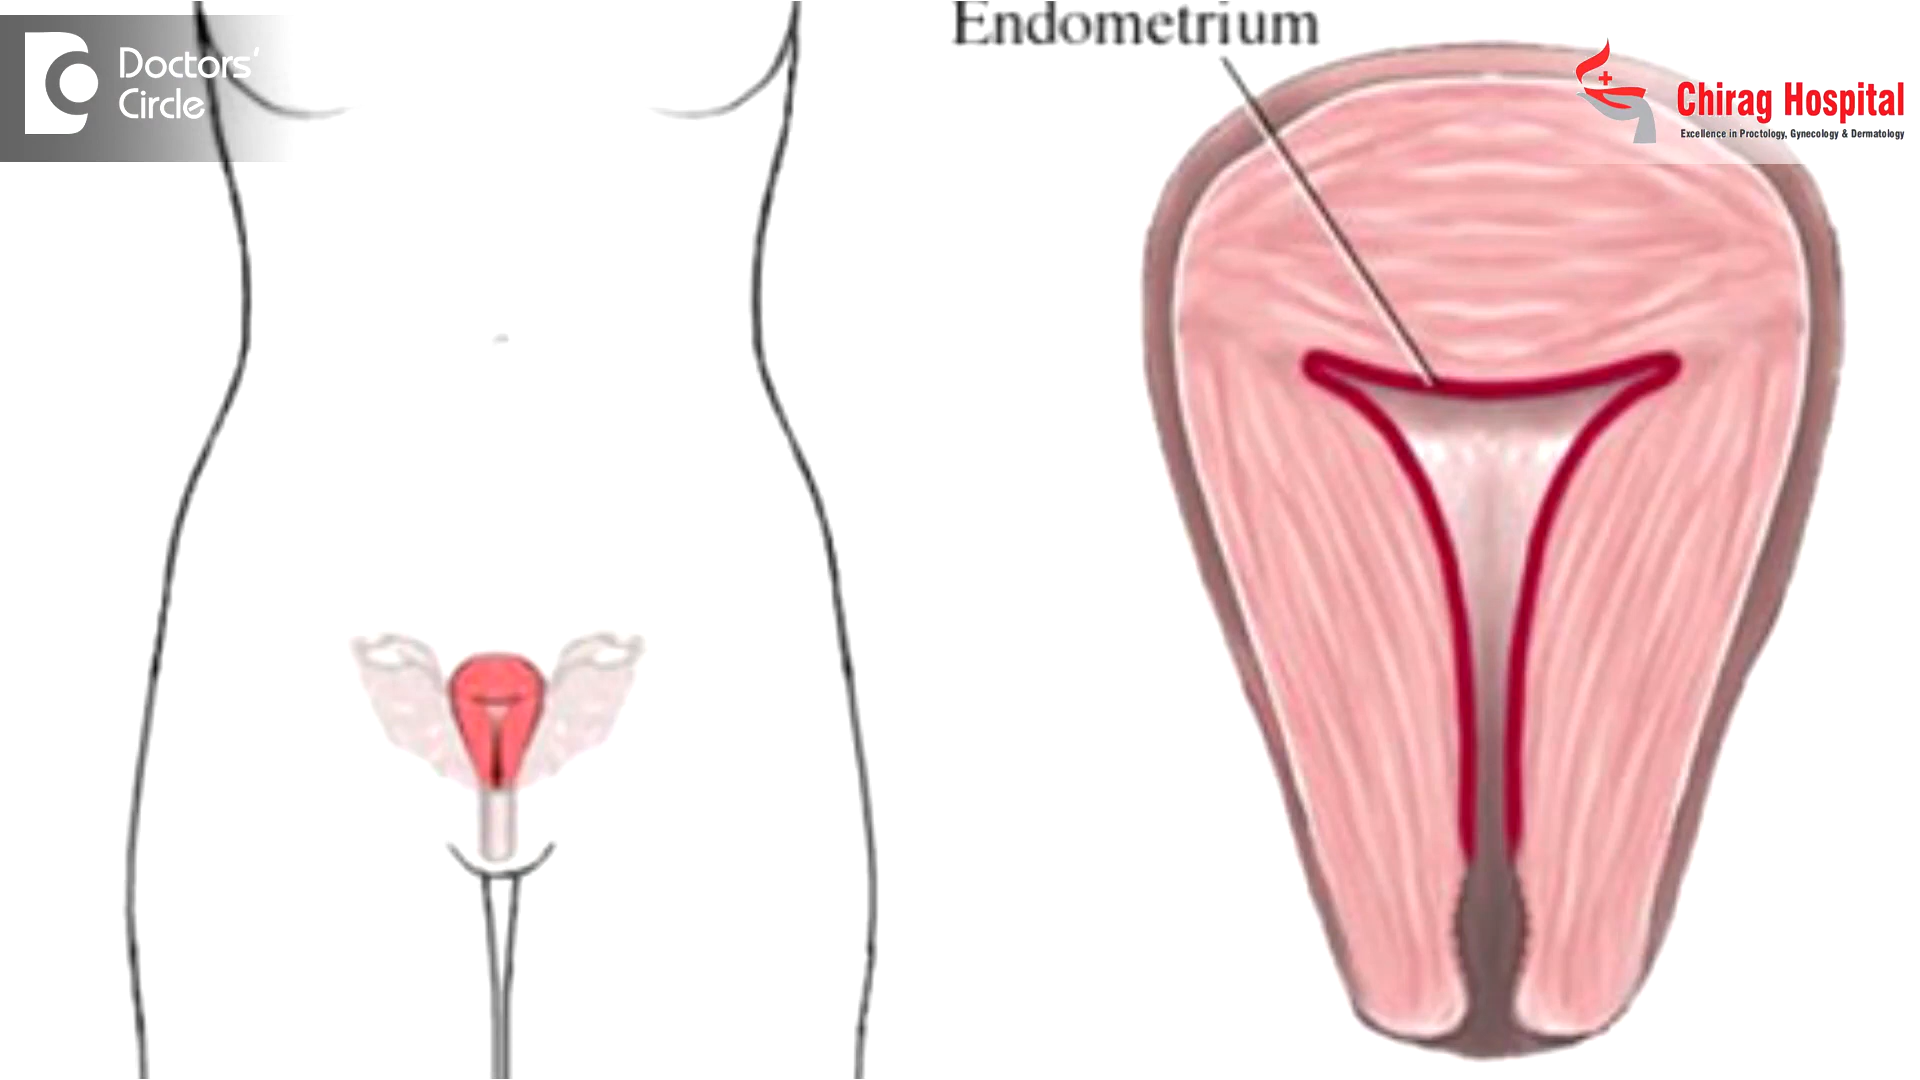 Doctors'
Circle
Endometrium
Chirag Hospital
Excellence in Proctology, Gynecology & Dermatology